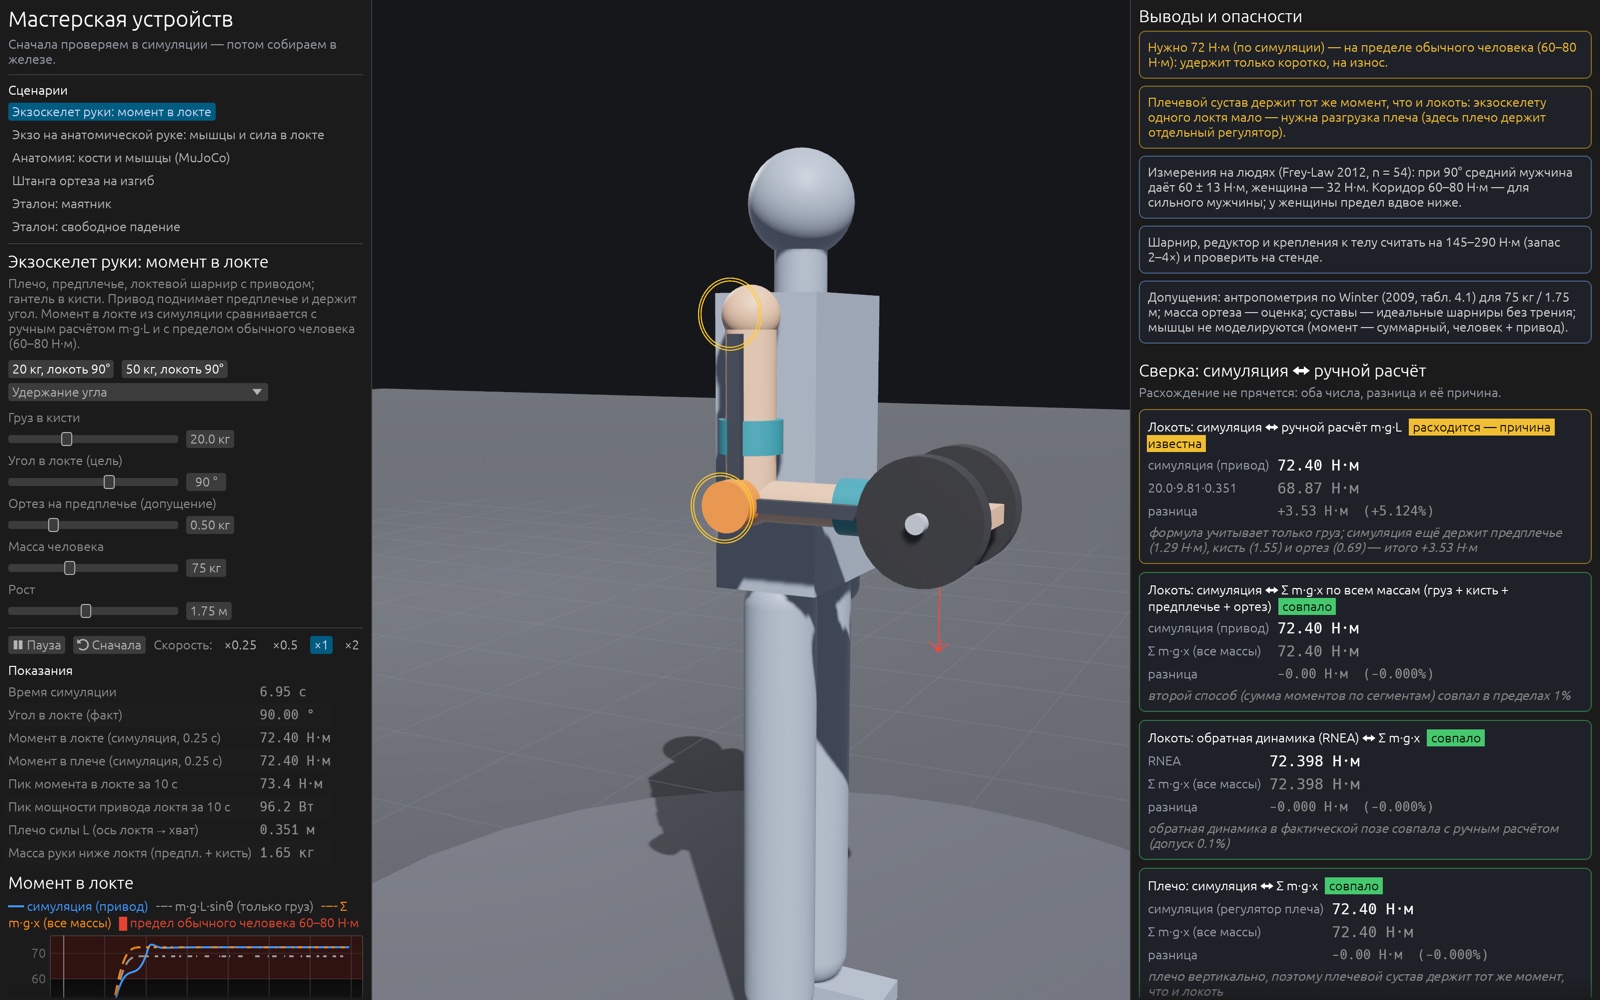 Мастерская устройств
Сначала проверяем в симуляции — потом собираем в
железе.
Сценарии
Экзоскелет руки: момент в локте
Экзо на анатомической руке: мышцы и сила в локте
Анатомия: кости и мышцы (MuJoCo)
Штанга ортеза на изгиб
Эталон: маятник
Эталон: свободное падение
Экзоскелет руки: момент в локте
Плечо, предплечье, локтевой шарнир с приводом;
гантель в кисти. Привод поднимает предплечье и держит
угол. Момент в локте из симуляции сравнивается с
ручным расчётом m·g·L и с пределом обычного человека
(60–80 Н·м).
20 кг, локоть 90° 50 кг, локоть 90°
Удержание угла
Груз в кисти
20.0 кг
Угол в локте (цель)
90 °
Ортез на предплечье (допущение)
0.50 кг
Масса человека
75 кг
Рост
1.75 м
Пауза Сначала Скорость: ×0.25 ×0.5 ×1 ×2
Показания
Время симуляции 6.95 с
Угол в локте (факт) 90.00 °
Момент в локте (симуляция, 0.25 с) 72.40 Н·м
Момент в плече (симуляция, 0.25 с) 72.40 Н·м
Пик момента в локте за 10 с 73.4 Н·м
Пик мощности привода локтя за 10 с 96.2 Вт
Плечо силы L (ось локтя → хват) 0.351 м
Масса руки ниже локтя (предпл. + кисть) 1.65 кг
Момент в локте
симуляция (привод) m·g·L·sinθ (только груз) Σ
m·g·x (все массы) предел обычного человека 60–80 Н·м
70
60
Выводы и опасности
Нужно 72 Н·м (по симуляции) — на пределе обычного человека (60–80
Н·м): удержит только коротко, на износ.
Плечевой сустав держит тот же момент, что и локоть: экзоскелету
одного локтя мало — нужна разгрузка плеча (здесь плечо держит
отдельный регулятор).
Измерения на людях (Frey-Law 2012, n = 54): при 90° средний мужчина
даёт 60 ± 13 Н·м, женщина — 32 Н·м. Коридор 60–80 Н·м — для
сильного мужчины; у женщины предел вдвое ниже.
Шарнир, редуктор и крепления к телу считать на 145–290 Н·м (запас
2–4×) и проверить на стенде.
Допущения: антропометрия по Winter (2009, табл. 4.1) для 75 кг / 1.75
м; масса ортеза — оценка; суставы — идеальные шарниры без трения;
мышцы не моделируются (момент — суммарный, человек + привод).
Сверка: симуляция ↔ ручной расчёт
Расхождение не прячется: оба числа, разница и её причина.
Локоть: симуляция ↔ ручной расчёт m·g·L расходится — причина
известна
симуляция (привод) 72.40 Н·м
20.0·9.81·0.351 68.87 Н·м
разница +3.53 Н·м (+5.124%)
формула учитывает только груз; симуляция ещё держит предплечье
(1.29 Н·м), кисть (1.55) и ортез (0.69) — итого +3.53 Н·м
Локоть: симуляция ↔ Σ m·g·x по всем массам (груз + кисть +
предплечье + ортез) совпало
симуляция (привод) 72.40 Н·м
Σ m·g·x (все массы) 72.40 Н·м
разница -0.00 Н·м (-0.000%)
второй способ (сумма моментов по сегментам) совпал в пределах 1%
Локоть: обратная динамика (RNEA) ↔ Σ m·g·x совпало
RNEA 72.398 Н·м
Σ m·g·x (все массы) 72.398 Н·м
разница -0.000 Н·м (-0.000%)
обратная динамика в фактической позе совпала с ручным расчётом
(допуск 0.1%)
Плечо: симуляция ↔ Σ m·g·x совпало
симуляция (регулятор плеча) 72.40 Н·м
Σ m·g·x (все массы) 72.40 Н·м
разница -0.00 Н·м (-0.000%)
плечо вертикально, поэтому плечевой сустав держит тот же момент,
что и локоть